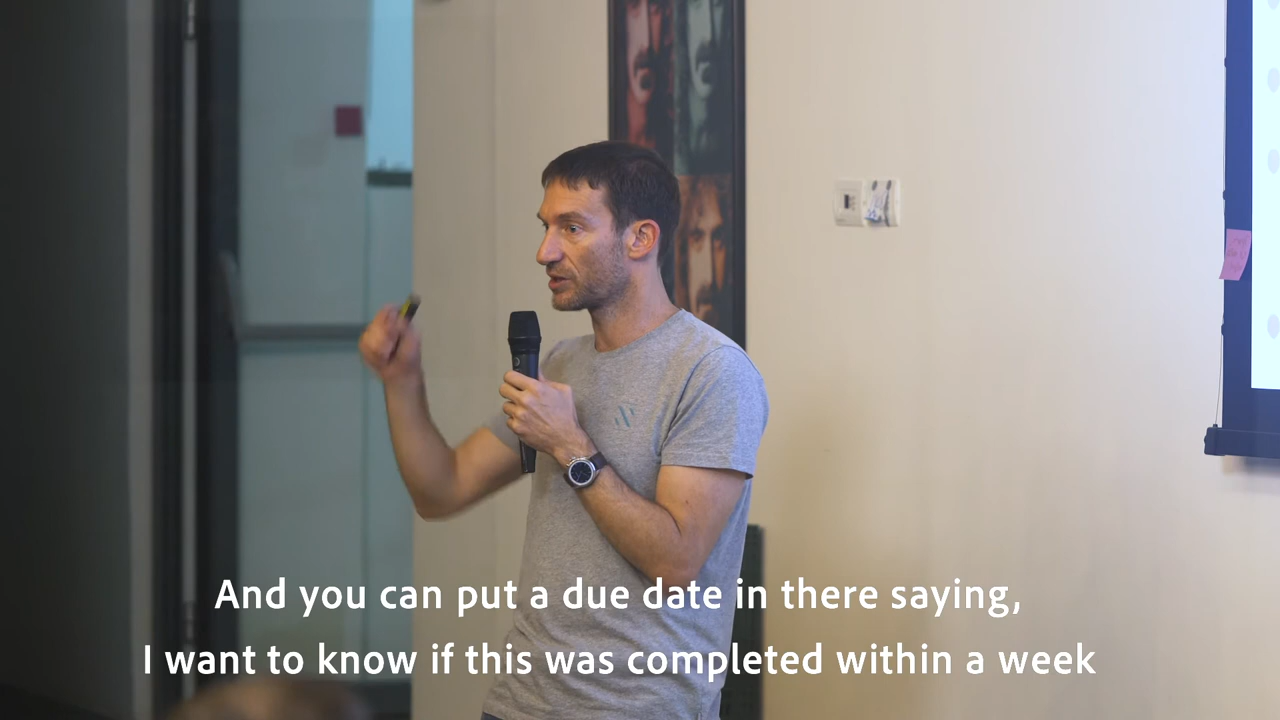 And you can put a due date in there saying,
I want to know if this was completed within a week